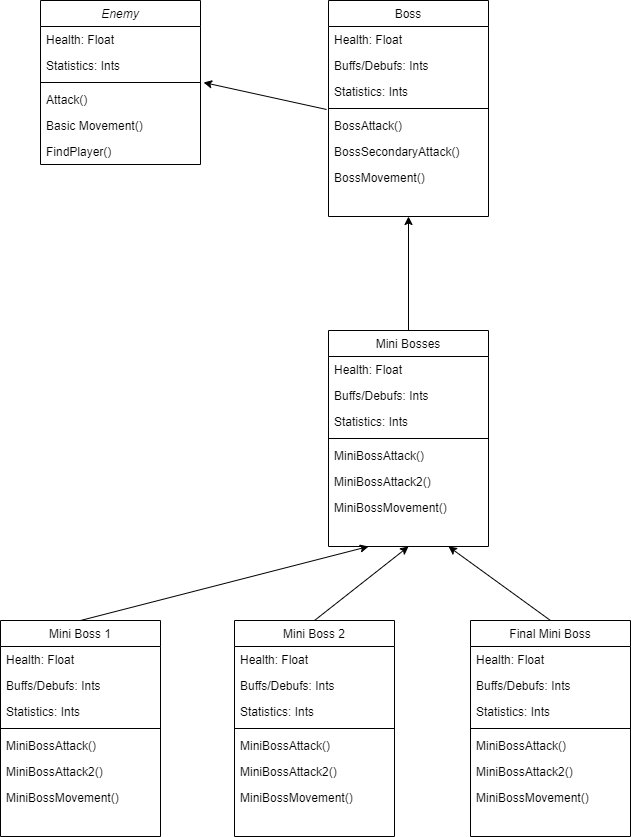 Enemy
Health: Float
Statistics: Ints
Attack()
Basic Movement()
FindPlayer()
Boss
Health: Float
Buffs/Debufs: Ints
Statistics: Ints
BossAttack()
BossSecondaryAttack()
BossMovement()
Mini Bosses
Health: Float
Buffs/Debufs: Ints
Statistics: Ints
MiniBossAttack()
MiniBossAttack2()
MiniBossMovement()
Mini Boss 1
Health: Float
Buffs/Debufs: Ints
Statistics: Ints
MiniBossAttack()
MiniBossAttack2()
MiniBossMovement()
Mini Boss 2
Health: Float
Buffs/Debufs: Ints
Statistics: Ints
MiniBossAttack()
MiniBossAttack2()
MiniBossMovement()
Final Mini Boss
Health: Float
Buffs/Debufs: Ints
Statistics: Ints
MiniBossAttack()
MiniBossAttack2()
MiniBossMovement()